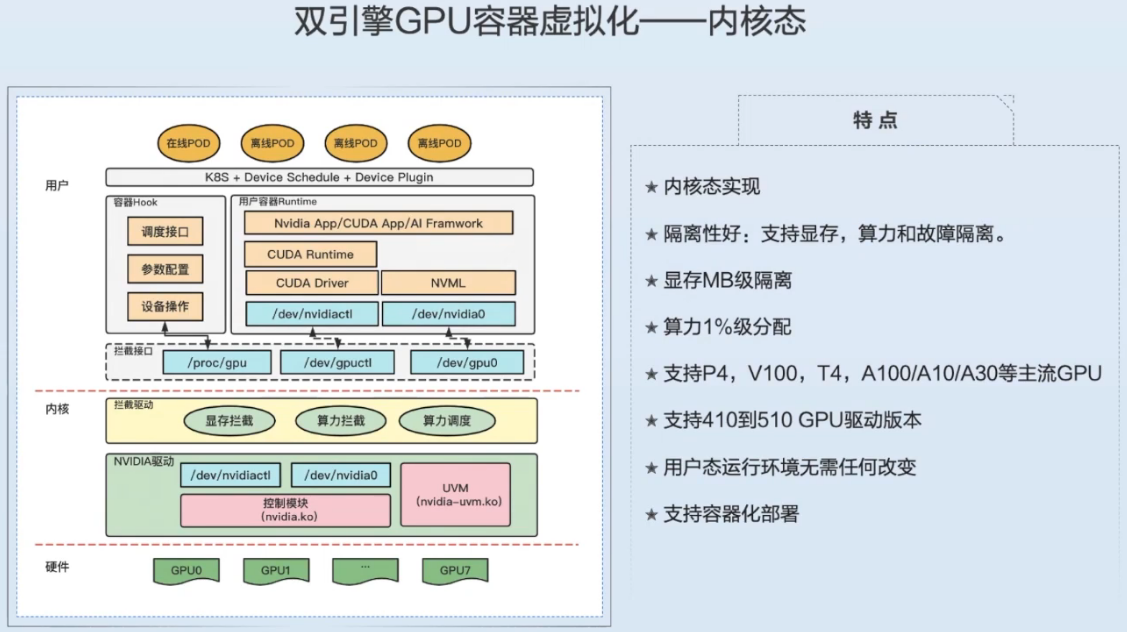 双引擎GPU容器虚拟化——内核态
在线POD
离线POD
离线POD
离线POD
用户
K8S + Device Schedule + Device Plugin
容器Hook
调度接口
参数配置
设备操作
用户容器Runtime
Nvidia App/CUDA App/AI Framwork
CUDA Runtime
CUDA Driver
NVML
/dev/nvidiactl
/dev/nvidia0
拦截接口
/proc/gpu
/dev/gpuctl
/dev/gpu0
内核
拦截驱动
显存拦截
算力拦截
算力调度
NVIDIA驱动
/dev/nvidiactl
/dev/nvidia0
控制模块
(nvidia.ko)
UVM
(nvidia-uvm.ko)
硬件
GPU0
GPU1
...
GPU7
特 点
★ 内核态实现
★ 隔离性好：支持显存，算力和故障隔离。
★ 显存MB级隔离
★ 算力1%级分配
★ 支持P4，V100，T4，A100/A10/A30等主流GPU
★ 支持410到510 GPU驱动版本
★ 用户态运行环境无需任何改变
★ 支持容器化部署